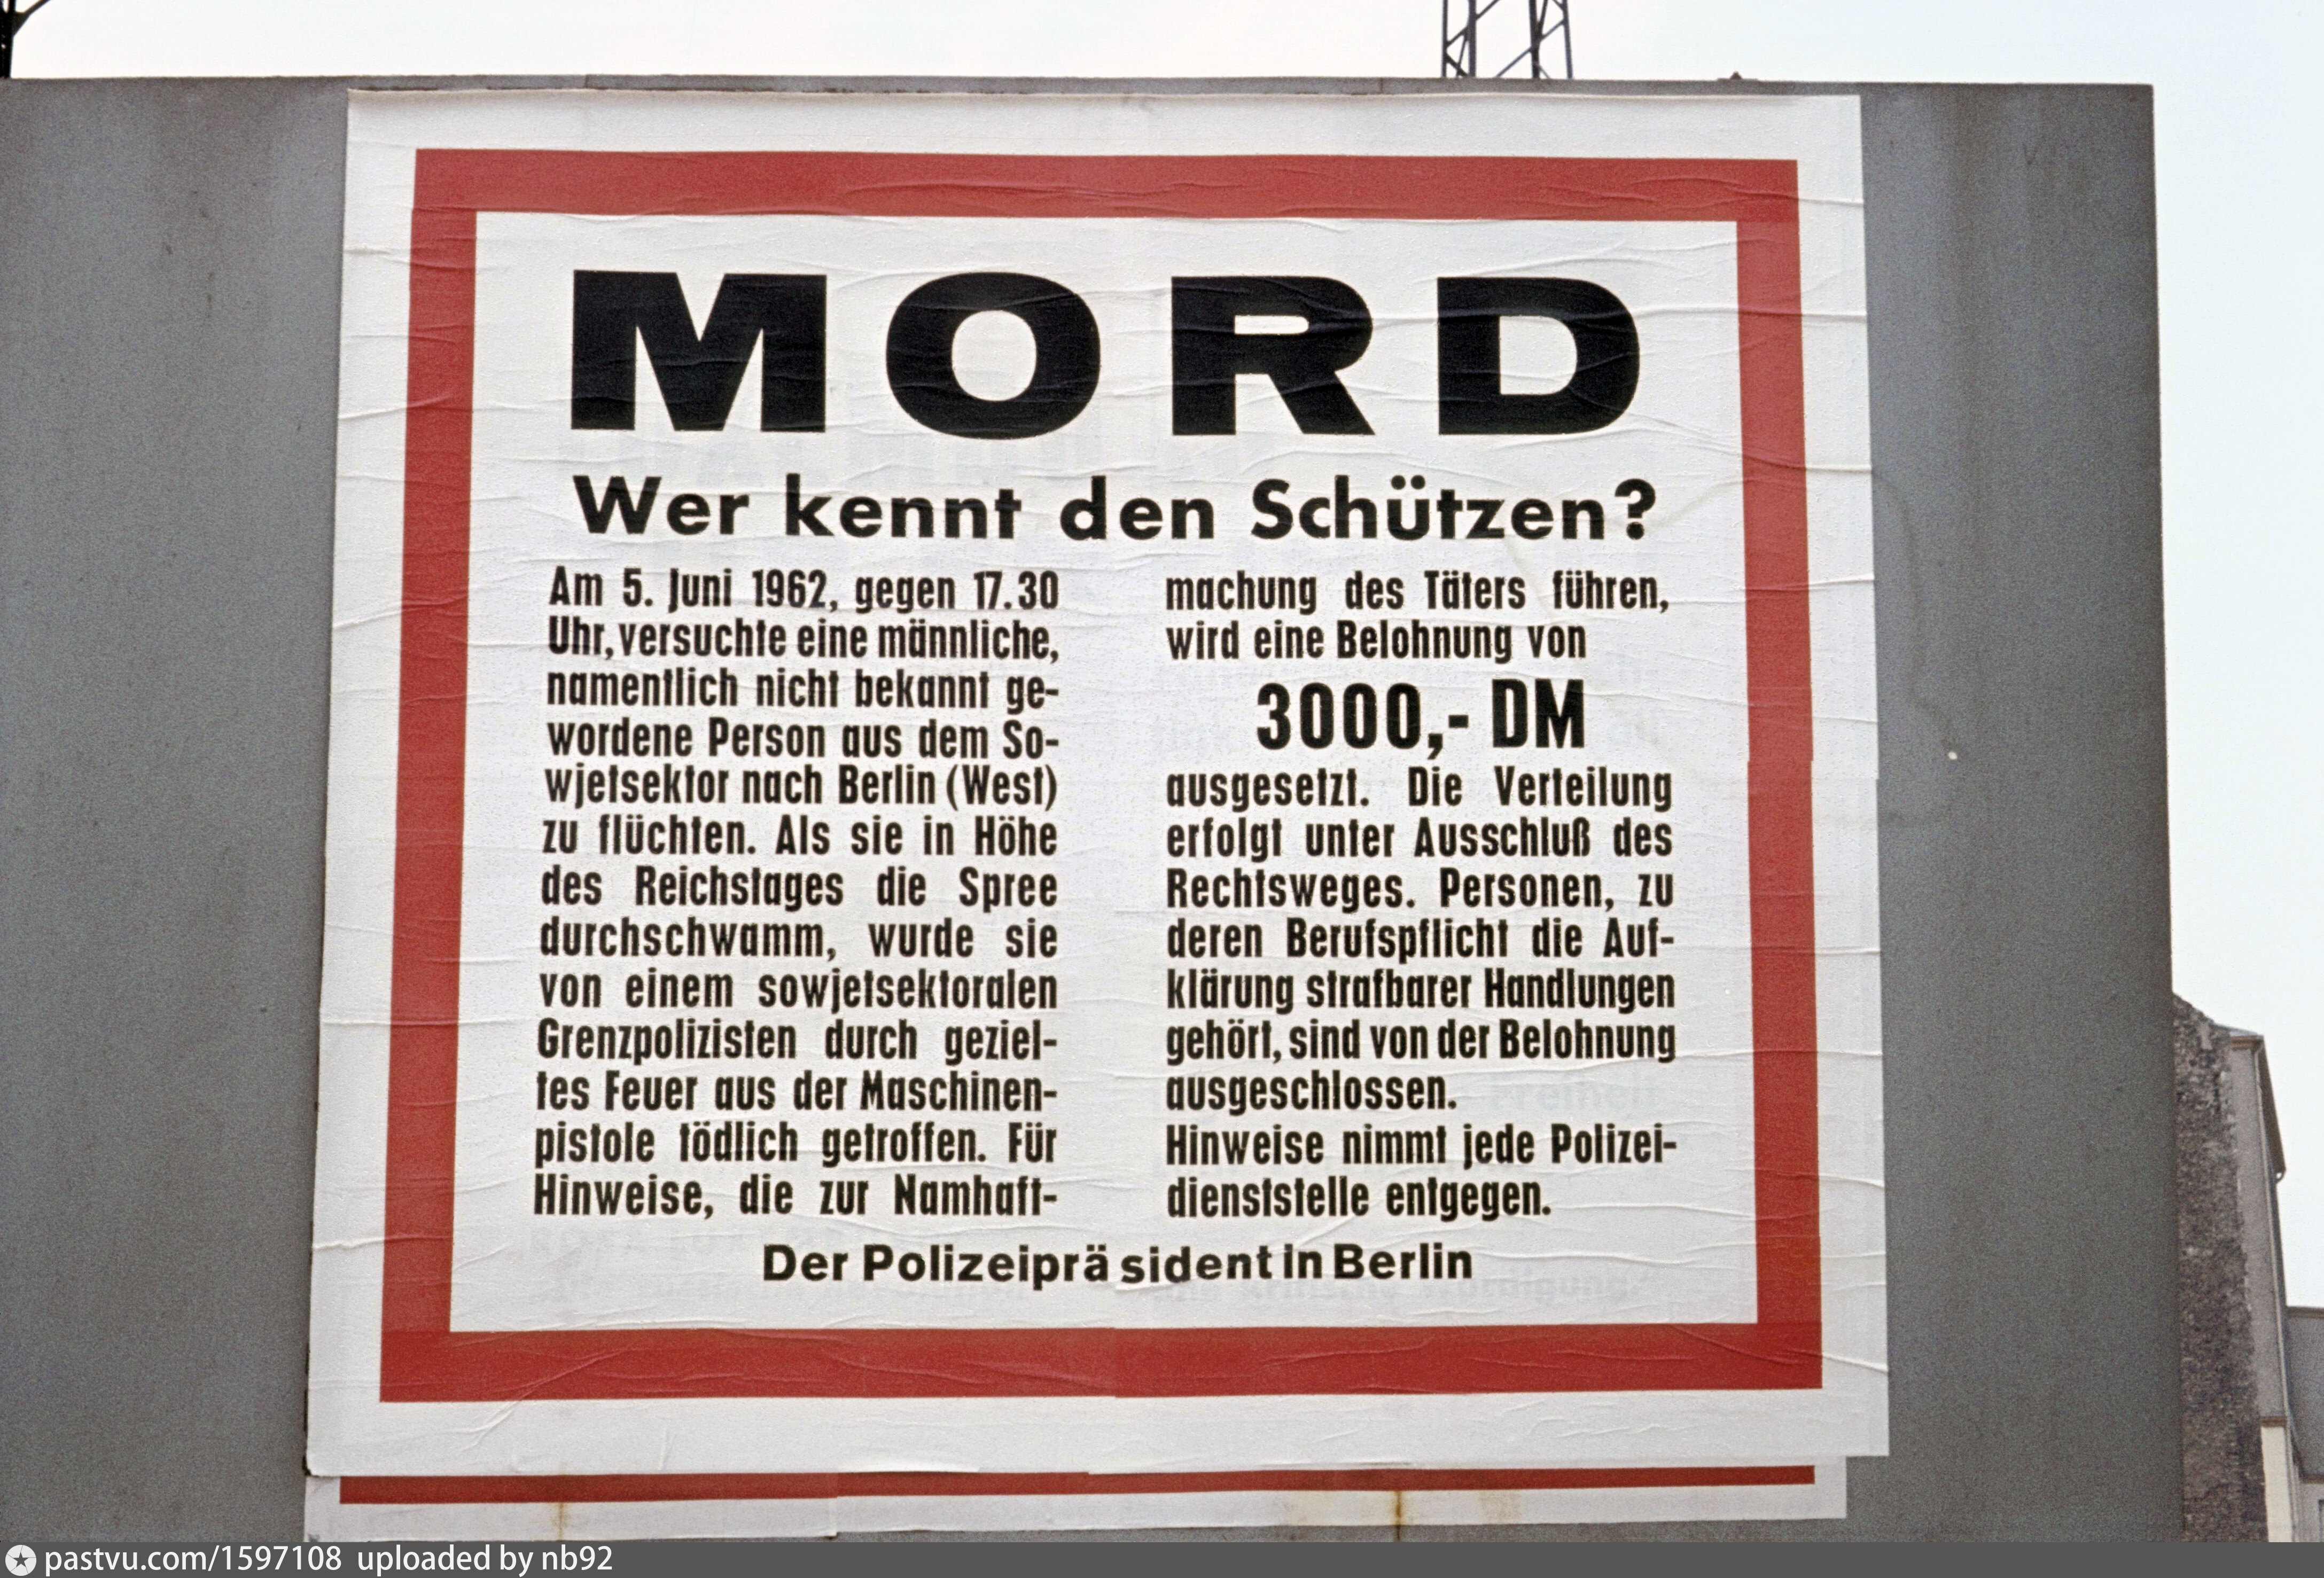 MORD
Wer kennt den Schützen?
Am 5. Juni 1962, gegen 17.30
Uhr, versuchte eine männliche,
namentlich nicht bekannt ge-
wordene Person aus dem So-
wjetsektor nach Berlin (West)
zu flüchten. Als sie in Höhe
des Reichstages die Spree
durchschwamm, wurde sie
von einem sowjetsektoralen
Grenzpolizisten durch geziel-
tes Feuer aus der Maschinen-
pistole tödlich getroffen. Für
Hinweise, die zur Namhaft-
machung des Täters führen,
wird eine Belohnung von
3000,- DM
ausgesetzt. Die Verteilung
erfolgt unter Ausschluß des
Rechtsweges. Personen, zu
deren Berufspflicht die Auf-
klärung strafbarer Handlungen
gehört, sind von der Belohnung
ausgeschlossen.
Hinweise nimmt jede Polizei-
dienststelle entgegen.
Der Polizeipräsident in Berlin
pastvu.com/1597108 uploaded by nb92